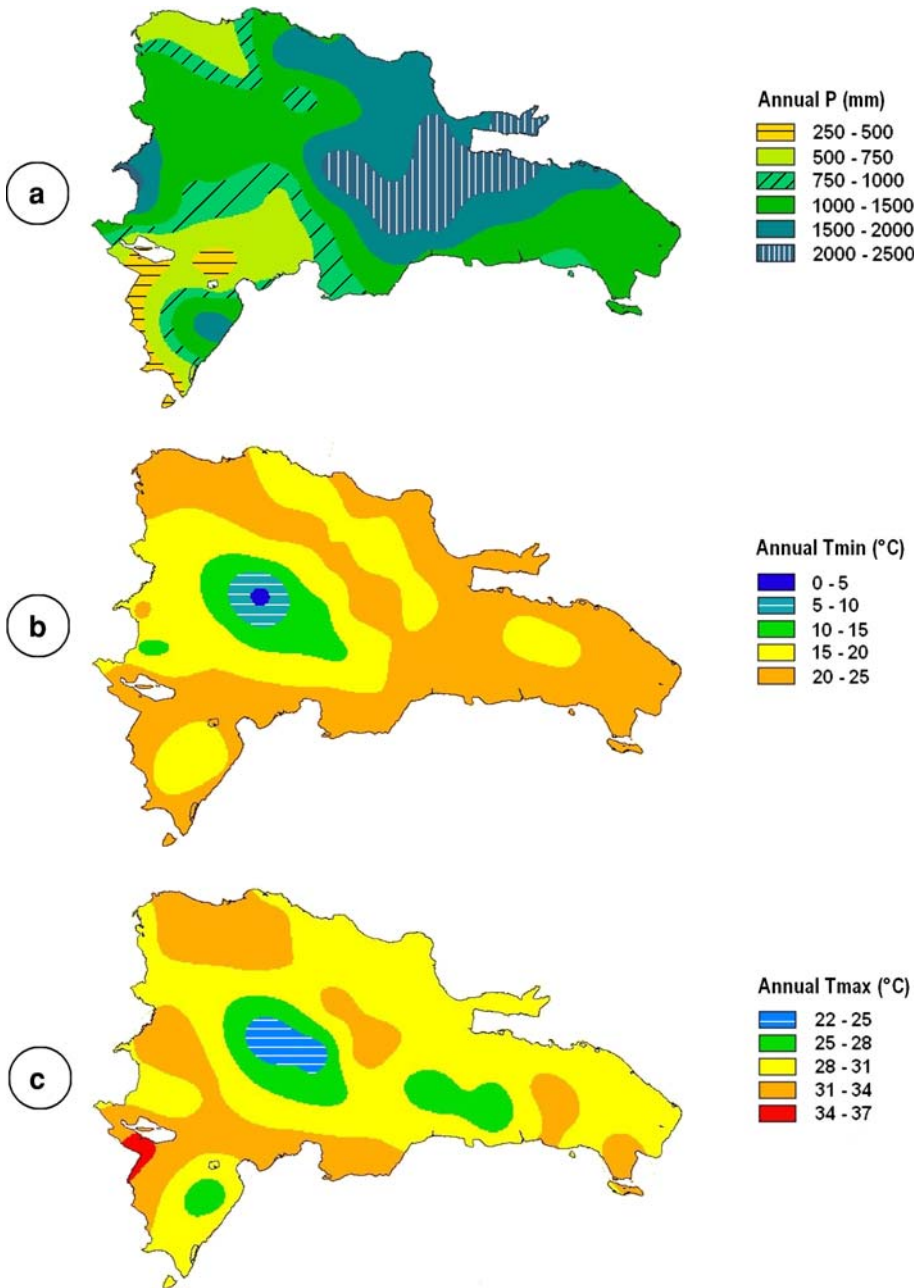 a
Annual P (mm)
250 - 500
500 - 750
750 - 1000
1000 - 1500
1500 - 2000
2000 - 2500
b
Annual Tmin (°C)
0 - 5
5 - 10
10 - 15
15 - 20
20 - 25
c
Annual Tmax (°C)
22 - 25
25 - 28
28 - 31
31 - 34
34 - 37